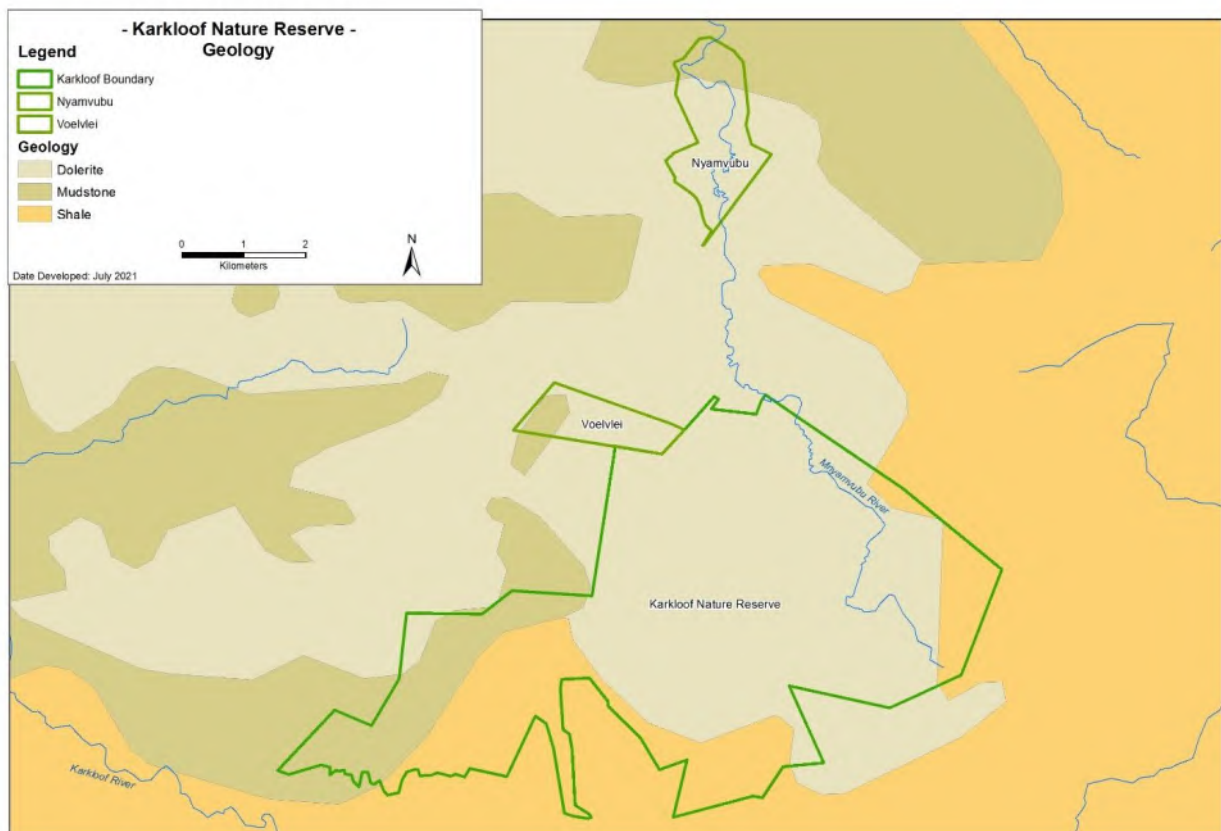 - Karkloof Nature Reserve -
Geology
Legend
Karkloof Boundary
Nyamvubu
Voelvlei
Geology
Dolerite
Mudstone
Shale
0 1 2
Kilometers
N
Date Developed: July 2021
Nyamvubu
Voelvlei
Mnyamvubu River
Karkloof Nature Reserve
Karkloof River